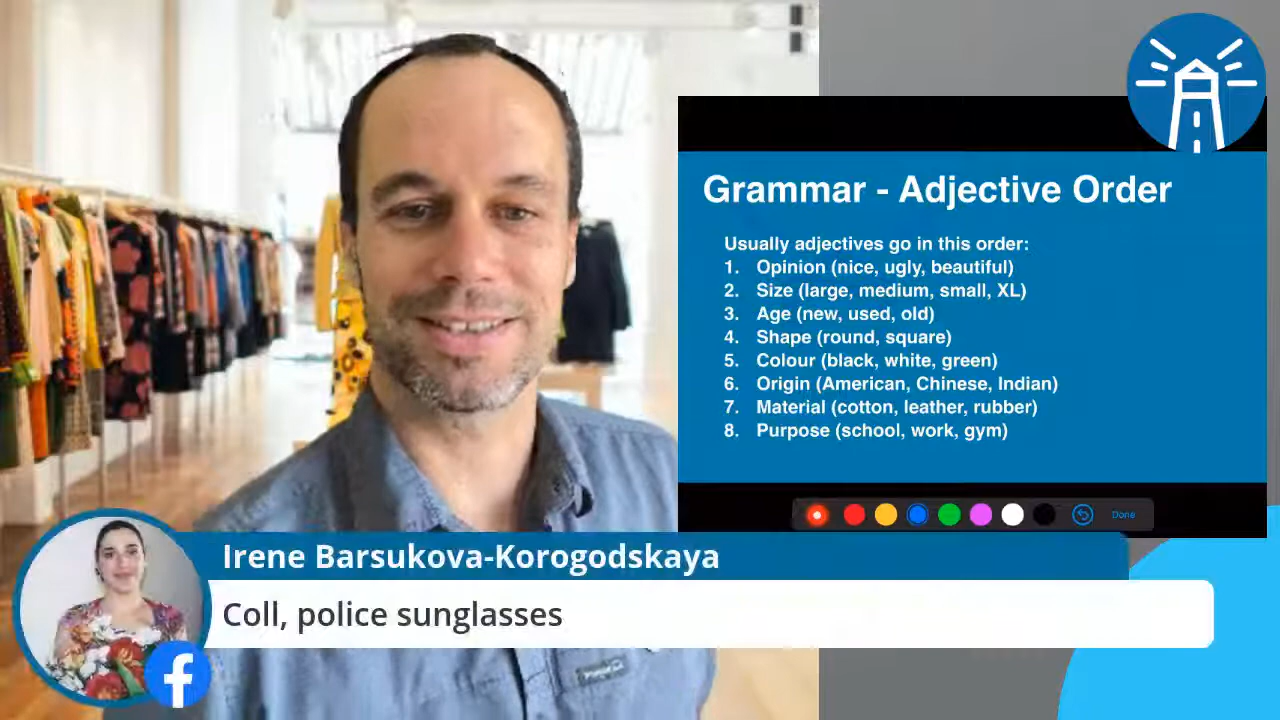 Grammar - Adjective Order
Usually adjectives go in this order:
1. Opinion (nice, ugly, beautiful)
2. Size (large, medium, small, XL)
3. Age (new, used, old)
4. Shape (round, square)
5. Colour (black, white, green)
6. Origin (American, Chinese, Indian)
7. Material (cotton, leather, rubber)
8. Purpose (school, work, gym)
Done
Irene Barsukova-Korogodskaya
Coll, police sunglasses